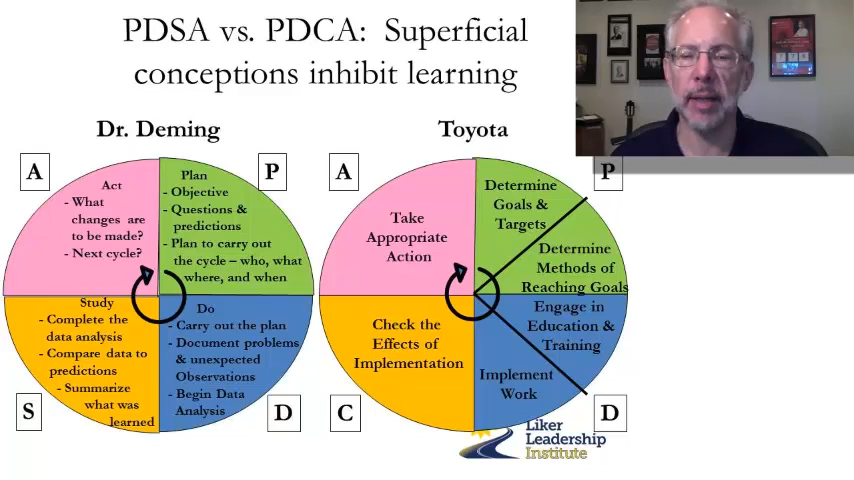 PDSA vs. PDCA: Superficial
conceptions inhibit learning
Dr. Deming
A
P
Act
- What
changes are
to be made?
- Next cycle?
Plan
- Objective
- Questions &
predictions
- Plan to carry out
the cycle – who, what
where, and when
Study
- Complete the
data analysis
- Compare data to
predictions
- Summarize
what was
learned
Do
- Carry out the plan
- Document problems
& unexpected
Observations
- Begin Data
Analysis
S
D
Toyota
A
P
Take
Appropriate
Action
Determine
Goals &
Targets
Determine
Methods of
Reaching Goals
Engage in
Education &
Training
Implement
Work
Check the
Effects of
Implementation
C
D
Liker
Leadership
Institute